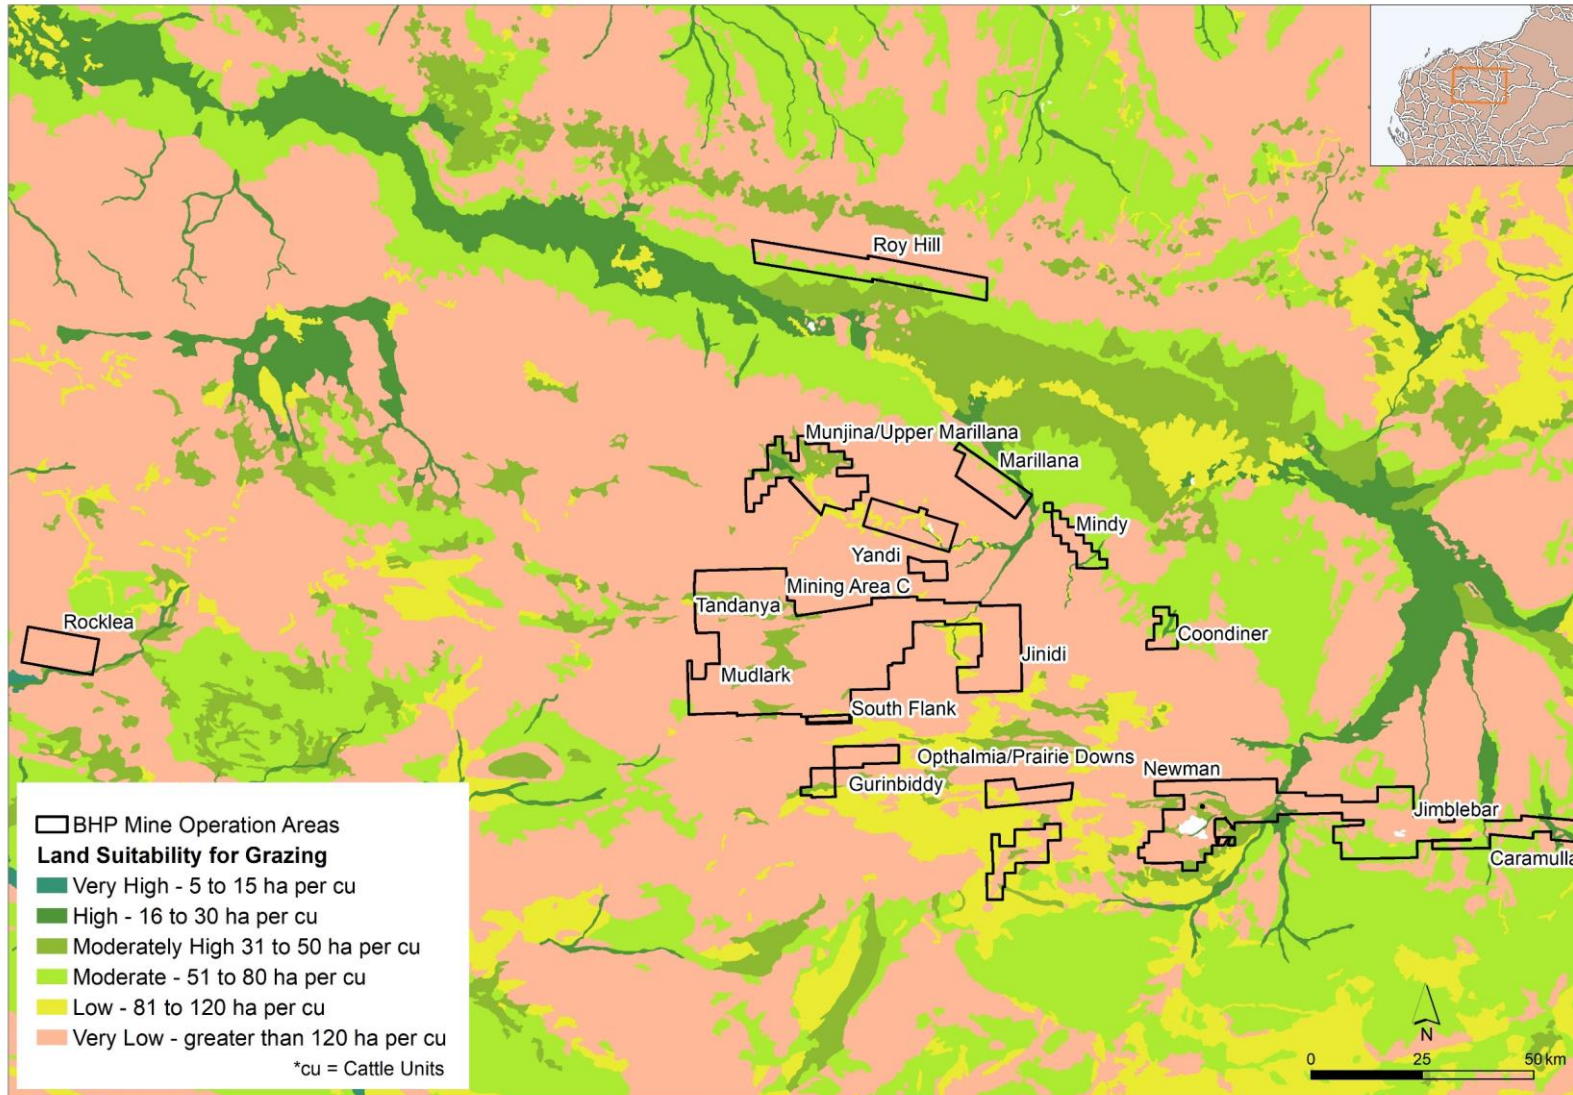 Roy Hill
Munjina/Upper Marillana
Marillana
Mindy
Yandi
Mining Area C
Tandanya
Rocklea
Coondiner
Jinidi
Mudlark
South Flank
Opthalmia/Prairie Downs
Newman
Gurinbiddy
Jimblebar
Caramulla
BHP Mine Operation Areas
Land Suitability for Grazing
Very High - 5 to 15 ha per cu
High - 16 to 30 ha per cu
Moderately High 31 to 50 ha per cu
Moderate - 51 to 80 ha per cu
Low - 81 to 120 ha per cu
Very Low - greater than 120 ha per cu
*cu = Cattle Units
N
0 25 50 km